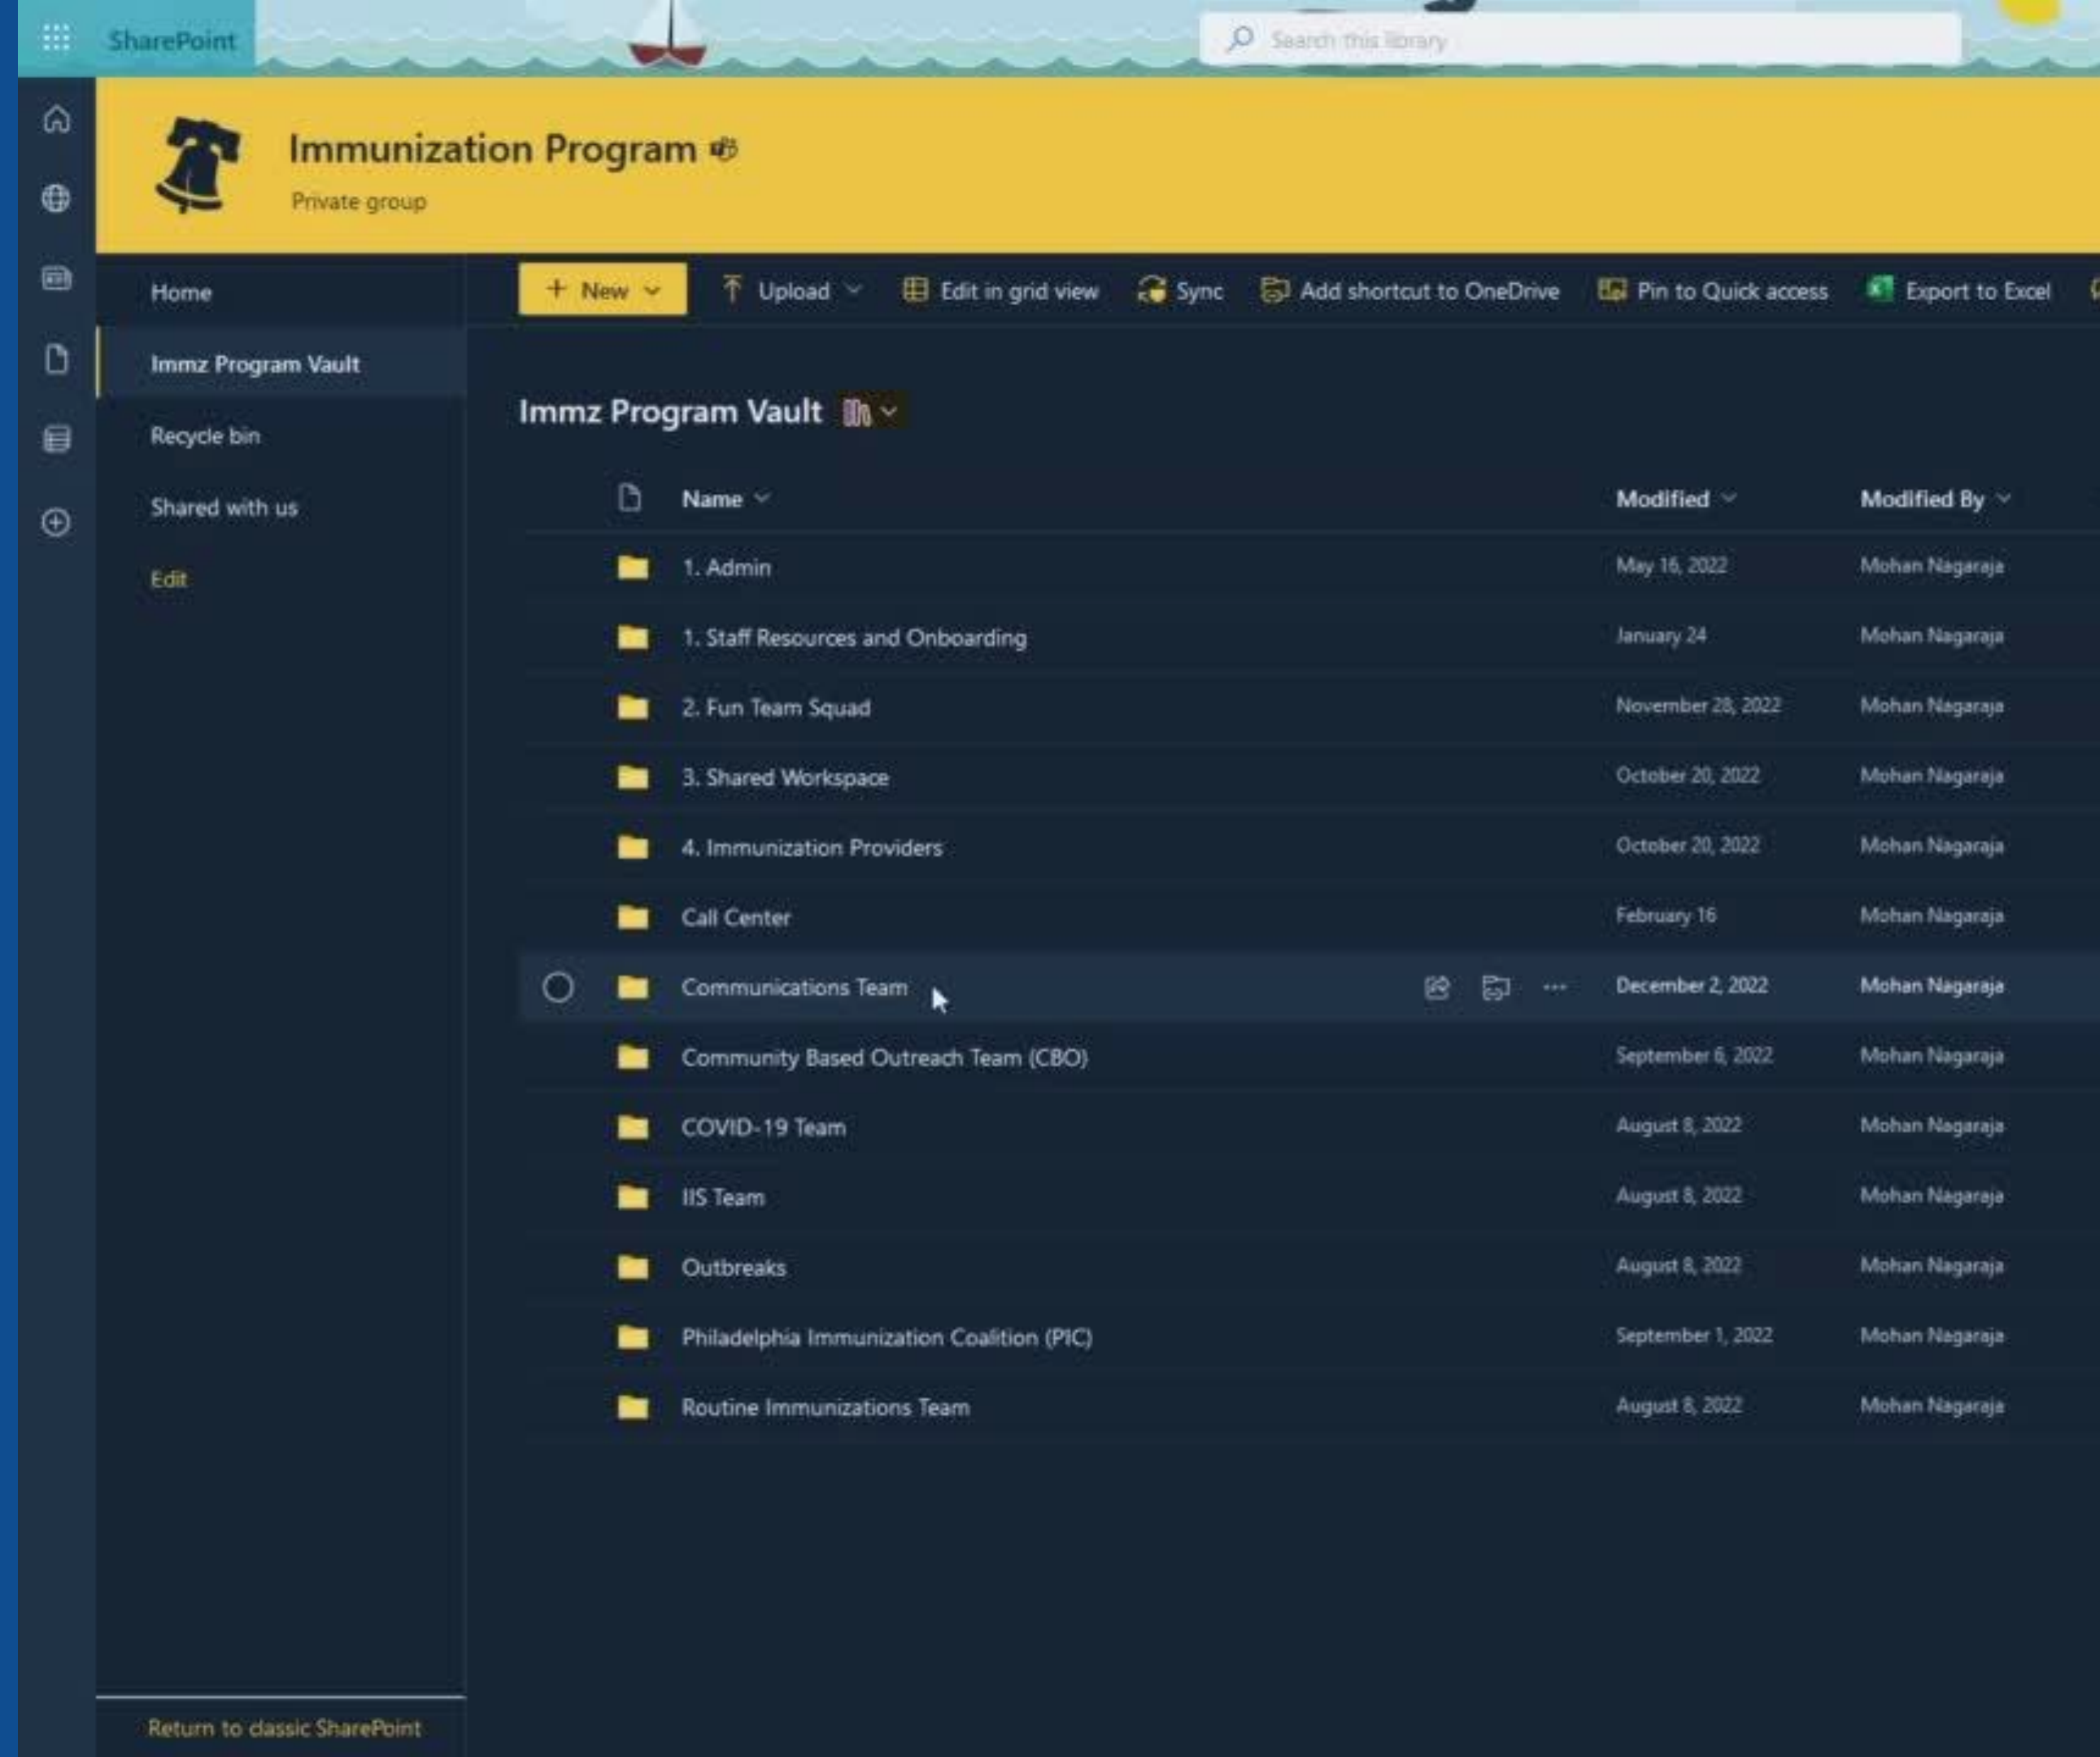 SharePoint
Search this library
Immunization Program
Private group
Home
Immz Program Vault
Recycle bin
Shared with us
Edit
+ New
Upload
Edit in grid view
Sync
Add shortcut to OneDrive
Pin to Quick access
Export to Excel
Immz Program Vault
Name Modified Modified By
1. Admin May 16, 2022 Mohan Nagaraja
1. Staff Resources and Onboarding January 24 Mohan Nagaraja
2. Fun Team Squad November 28, 2022 Mohan Nagaraja
3. Shared Workspace October 20, 2022 Mohan Nagaraja
4. Immunization Providers October 20, 2022 Mohan Nagaraja
Call Center February 16 Mohan Nagaraja
Communications Team December 2, 2022 Mohan Nagaraja
Community Based Outreach Team (CBO) September 6, 2022 Mohan Nagaraja
COVID-19 Team August 8, 2022 Mohan Nagaraja
IIS Team August 8, 2022 Mohan Nagaraja
Outbreaks August 8, 2022 Mohan Nagaraja
Philadelphia Immunization Coalition (PIC) September 1, 2022 Mohan Nagaraja
Routine Immunizations Team August 8, 2022 Mohan Nagaraja
Return to classic SharePoint